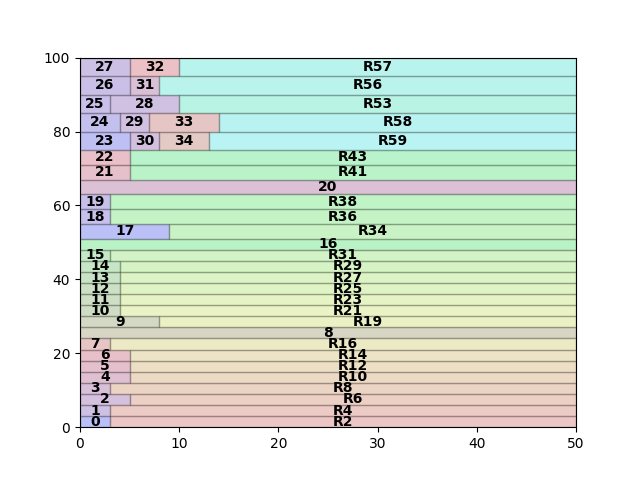 100
27 32 R57
26 31 R56
25 28 R53
24 29 33 R58
80
23 30 34 R59
22 R43
21 R41
20
60
19 R38
18 R36
17 R34
16
15 R31
14 R29
40
13 R27
12 R25
11 R23
10 R21
9 R19
8
20
7 R16
6 R14
5 R12
4 R10
3 R8
2 R6
1 R4
0
0 R2
0 10 20 30 40 50